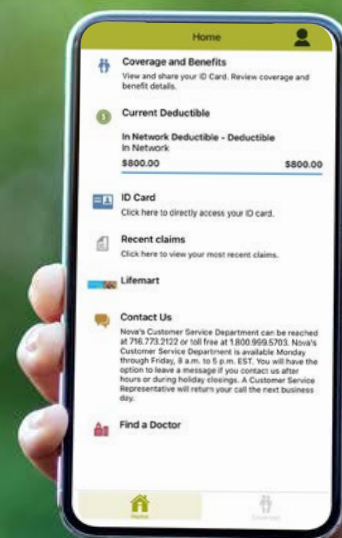 Home
Coverage and Benefits
View and share your ID Card. Review coverage and
benefit details.
Current Deductible
In Network Deductible - Deductible
In Network
$800.00 $800.00
ID Card
Click here to directly access your ID card.
Recent claims
Click here to view your most recent claims.
Lifemart
Contact Us
Nova's Customer Service Department can be reached
at 716.773.2122 or toll free at 1.800.999.5703. Nova's
Customer Service Department is available Monday
through Friday, 8 a.m. to 5 p.m. EST. You will have the
option to leave a message if you contact us after
hours or during holiday closings. A Customer Service
Representative will return your call the next business
day.
Find a Doctor
Home